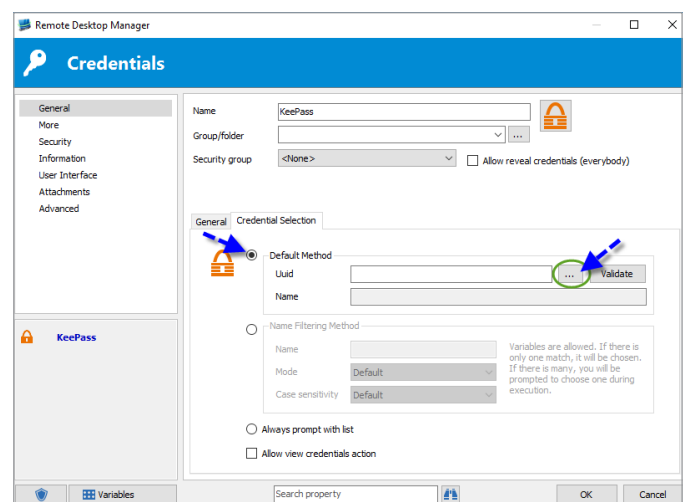 Remote Desktop Manager
Credentials
General
More
Security
Information
User Interface
Attachments
Advanced
KeePass
Name KeePass
Group/folder ...
Security group <None> Allow reveal credentials (everybody)
General Credential Selection
Default Method
Uuid ... Validate
Name
Name Filtering Method
Name
Mode Default
Case sensitivity Default
Variables are allowed. If there is
only one match, it will be chosen.
If there is many, you will be
prompted to choose one during
execution.
Always prompt with list
Allow view credentials action
Variables Search property OK Cancel